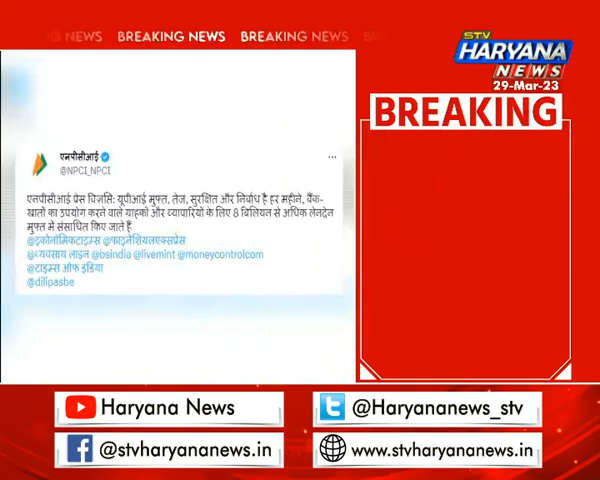 NG NEWS
BREAKING NEWS
BREAKING NEWS
STV
HARYANA
NEWS
29-Mar-23
BREAKING
एनपीसीआई
@NPCI_NPCI
एनपीसीआई प्रेस विज्ञप्ति: यूपीआई मुफ्त, तेज, सुरक्षित और निर्बाध है हर महीने, बैंक-
खातों का उपयोग करने वाले ग्राहकों और व्यापारियों के लिए 8 बिलियन से अधिक लेनदेन
मुफ्त में संसाधित किए जाते हैं
@इकोनॉमिकटाइम्स @फाइनेंशियलएक्सप्रेस
@व्यवसाय लाइन @bsindia @livemint @moneycontrolcom
@टाइम्स ऑफ इंडिया
@dilipasbe
Haryana News
@Haryananews_stv
@stvharyananews.in
www.stvharyananews.in